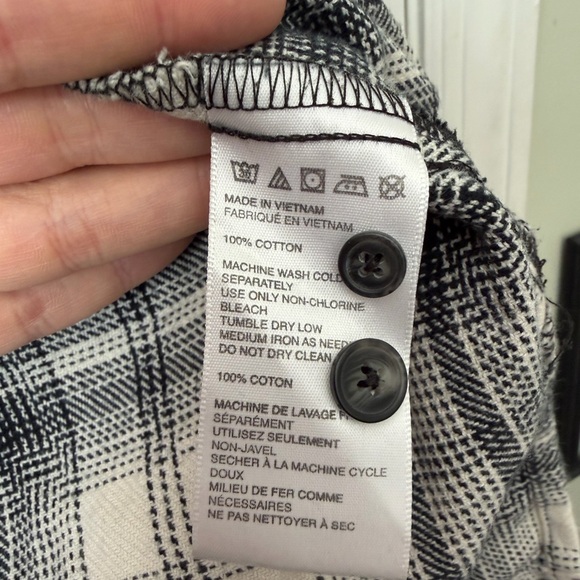 30
MADE IN VIETNAM
FABRIQUÉ EN VIETNAM
100% COTTON
MACHINE WASH COLD
SEPARATELY
USE ONLY NON-CHLORINE
BLEACH
TUMBLE DRY LOW
MEDIUM IRON AS
DO NOT DRY CLEAN
100% COTON
MACHINE DE LAVAGE
SÉPARÉMENT
UTILISEZ SEULEMENT
NON-JAVEL
SECHER À LA MACHINE CYCLE
DOUX
MILIEU DE FER COMME
NÉCESSAIRES
NE PAS NETTOYER À SEC